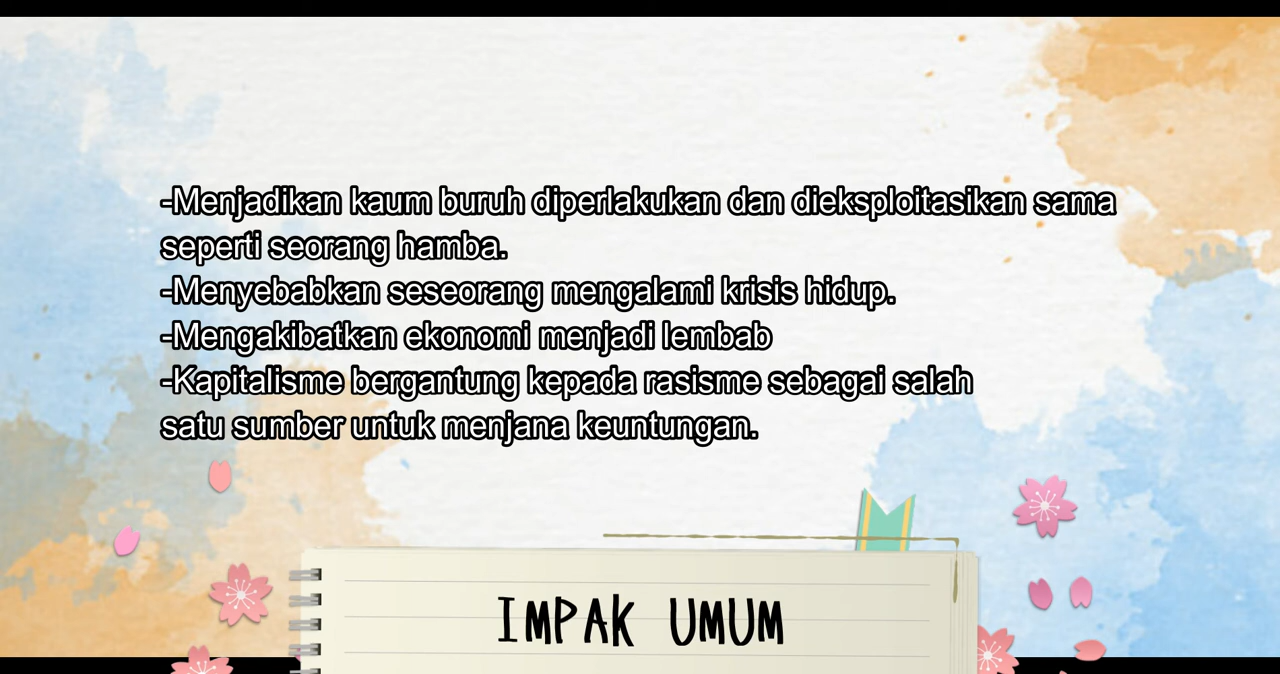 -Menjadikan kaum buruh diperlakukan dan dieksploitasikan sama
seperti seorang hamba.
-Menyebabkan seseorang mengalami krisis hidup.
-Mengakibatkan ekonomi menjadi lembab
-Kapitalisme bergantung kepada rasisme sebagai salah
satu sumber untuk menjana keuntungan.
IMPAK UMUM